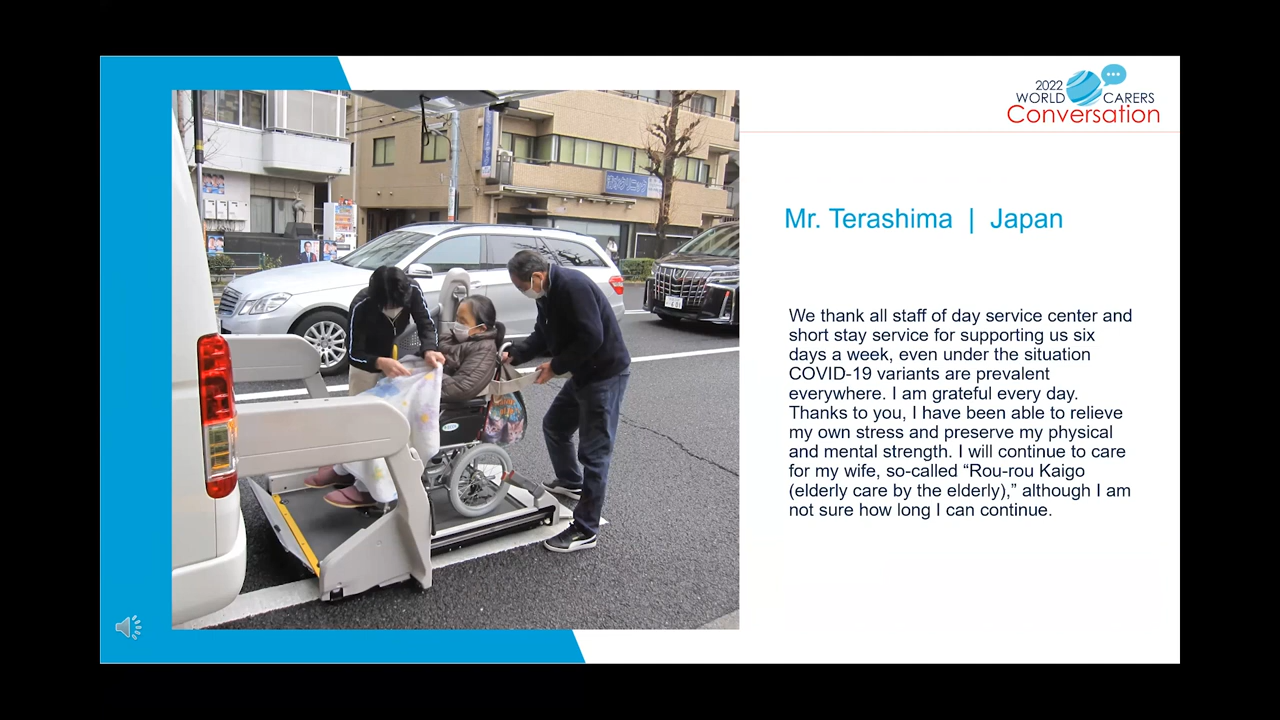 2022
WORLD CARERS
Conversation
Mr. Terashima | Japan
We thank all staff of day service center and
short stay service for supporting us six
days a week, even under the situation
COVID-19 variants are prevalent
everywhere. I am grateful every day.
Thanks to you, I have been able to relieve
my own stress and preserve my physical
and mental strength. I will continue to care
for my wife, so-called “Rou-rou Kaigo
(elderly care by the elderly),” although I am
not sure how long I can continue.